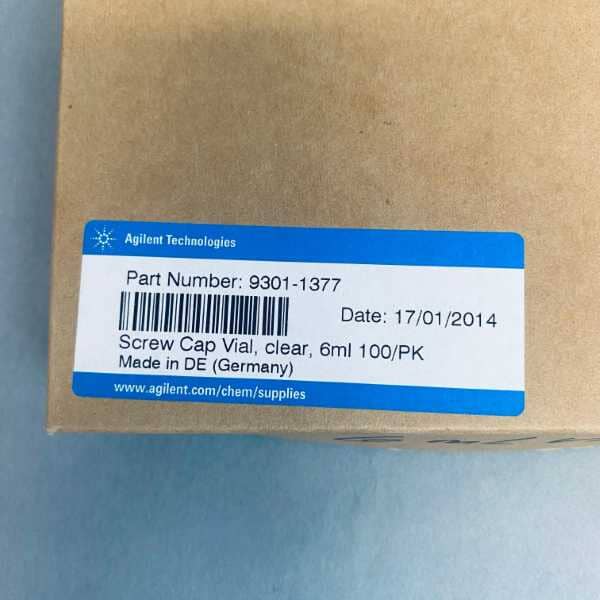 Agilent Technologies
Part Number: 9301-1377
Date: 17/01/2014
Screw Cap Vial, clear, 6ml 100/PK
Made in DE (Germany)
www.agilent.com/chem/supplies